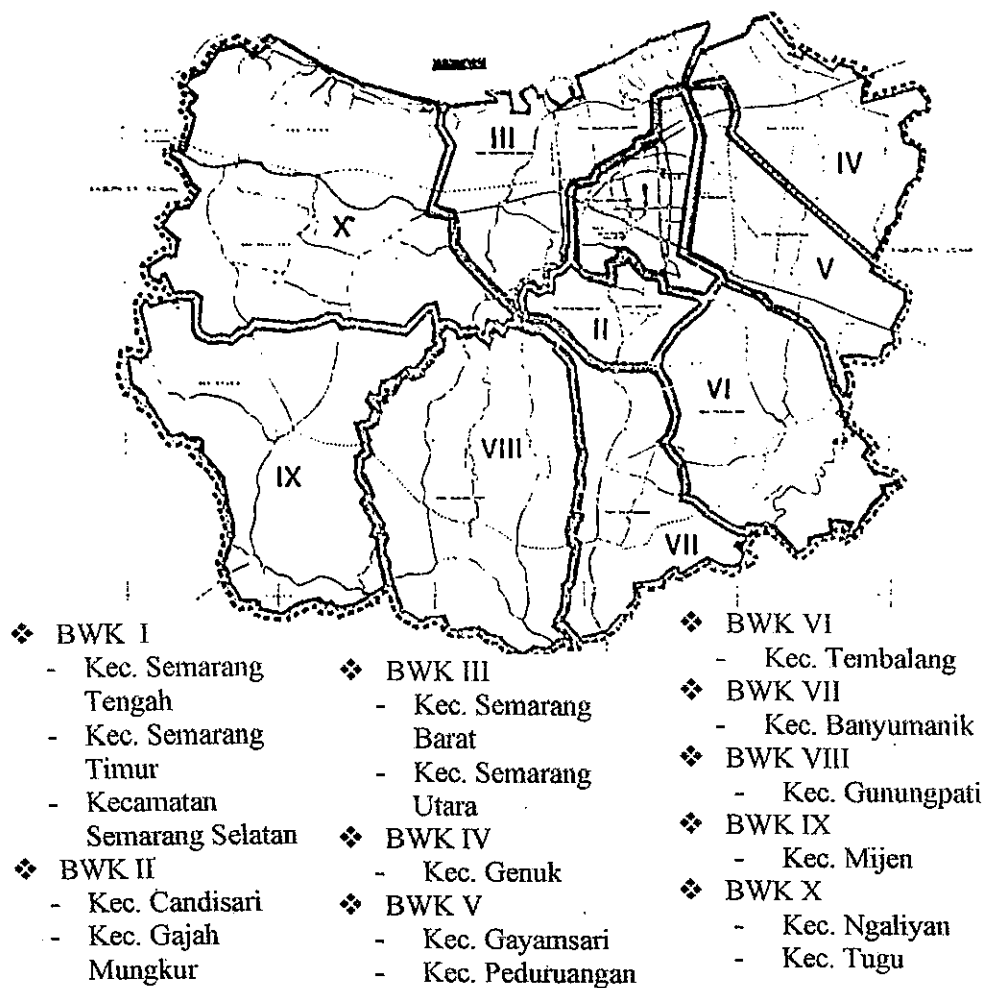 III
IV
I
X
V
II
VI
VIII
IX
VII
❖ BWK I
- Kec. Semarang
Tengah
- Kec. Semarang
Timur
- Kecamatan
Semarang Selatan
❖ BWK II
- Kec. Candisari
- Kec. Gajah
Mungkur
❖ BWK III
- Kec. Semarang
Barat
- Kec. Semarang
Utara
❖ BWK IV
- Kec. Genuk
❖ BWK V
- Kec. Gayamsari
- Kec. Peduruangan
❖ BWK VI
- Kec. Tembalang
❖ BWK VII
- Kec. Banyumanik
❖ BWK VIII
- Kec. Gunungpati
❖ BWK IX
- Kec. Mijen
❖ BWK X
- Kec. Ngaliyan
- Kec. Tugu